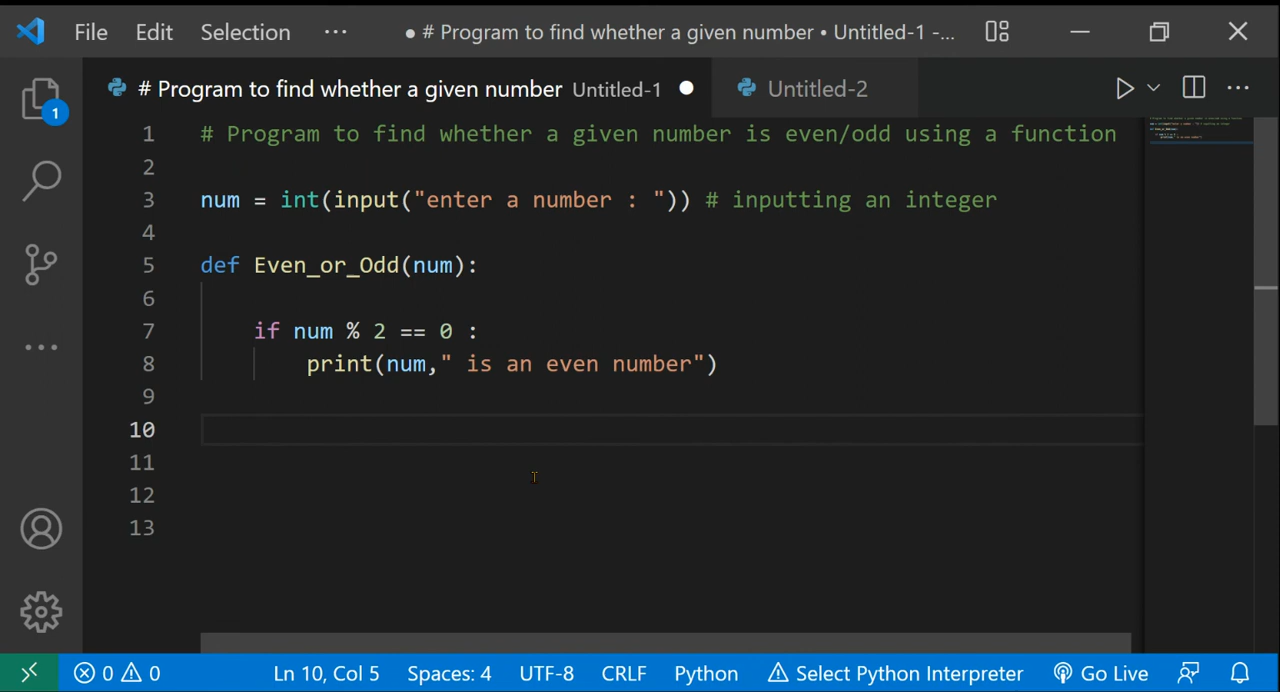 File Edit Selection ··· ● # Program to find whether a given number • Untitled-1 -...
# Program to find whether a given number Untitled-1 ● Untitled-2
1 # Program to find whether a given number is even/odd using a function
2
3 num = int(input("enter a number : ")) # inputting an integer
4
5 def Even_or_Odd(num):
6
7 if num % 2 == 0 :
8 print(num," is an even number")
9
10
11
12
13
1
0 0 Ln 10, Col 5 Spaces: 4 UTF-8 CRLF Python Select Python Interpreter Go Live